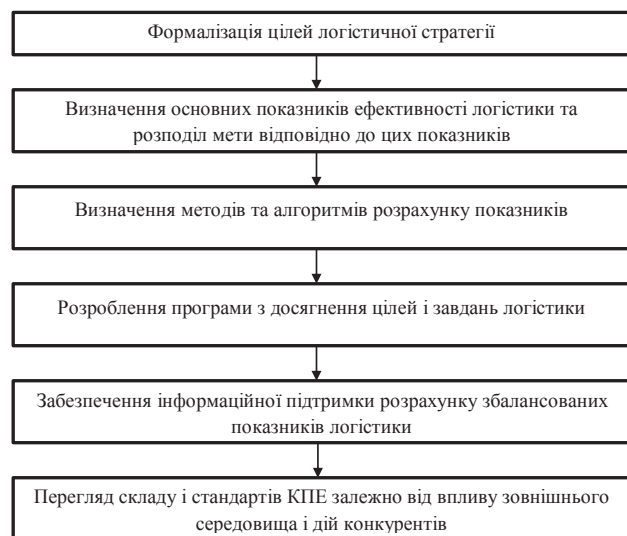 Формалізація цілей логістичної стратегії
Визначення основних показників ефективності логістики та
розподіл мети відповідно до цих показників
Визначення методів та алгоритмів розрахунку показників
Розроблення програми з досягнення цілей і завдань логістики
Забезпечення інформаційної підтримки розрахунку збалансованих
показників логістики
Перегляд складу і стандартів КПЕ залежно від впливу зовнішнього
середовища і дій конкурентів